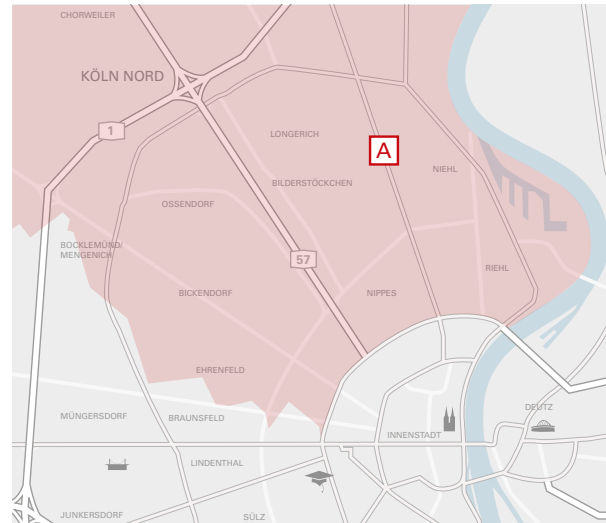 CHORWEILER
KÖLN NORD
1
LONGERICH
A
NIEHL
BILDERSTÖCKCHEN
OSSENDORF
BOCKLEMÜND/
MENGENICH
57
RIEHL
BICKENDORF
NIPPES
EHRENFELD
MÜNGERSDORF
BRAUNSFELD
DEUTZ
INNENSTADT
LINDENTHAL
JUNKERSDORF
SÜLZ